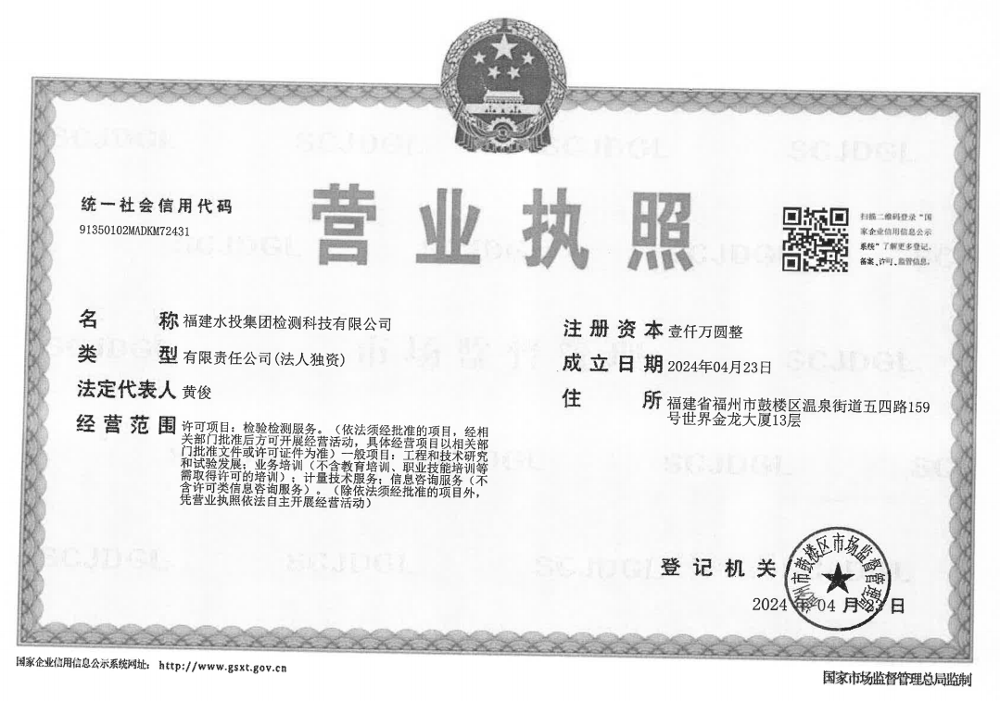 营业执照
统一社会信用代码
91350102MADKM72431
扫描二维码登录“国
家企业信用信息公示
系统”了解更多登记、
备案、许可、监管信息。
名 称 福建水投集团检测科技有限公司
类 型 有限责任公司(法人独资)
法定代表人 黄俊
经营范围 许可项目：检验检测服务。（依法须经批准的项目，经相
关部门批准后方可开展经营活动，具体经营项目以相关部
门批准文件或许可证件为准）一般项目：工程和技术研究
和试验发展；业务培训（不含教育培训、职业技能培训等
需取得许可的培训）；计量技术服务；信息咨询服务（不
含许可类信息咨询服务）。（除依法须经批准的项目外，
凭营业执照依法自主开展经营活动）
注册资本 壹仟万圆整
成立日期 2024年04月23日
住 所 福建省福州市鼓楼区温泉街道五四路159
号世界金龙大厦13层
登记机关
福州市鼓楼区市场监督管理局
2024 年 04 月 23 日
国家企业信用信息公示系统网址： http://www.gsxt.gov.cn
国家市场监督管理总局监制
SCJDGL
市场监督管理